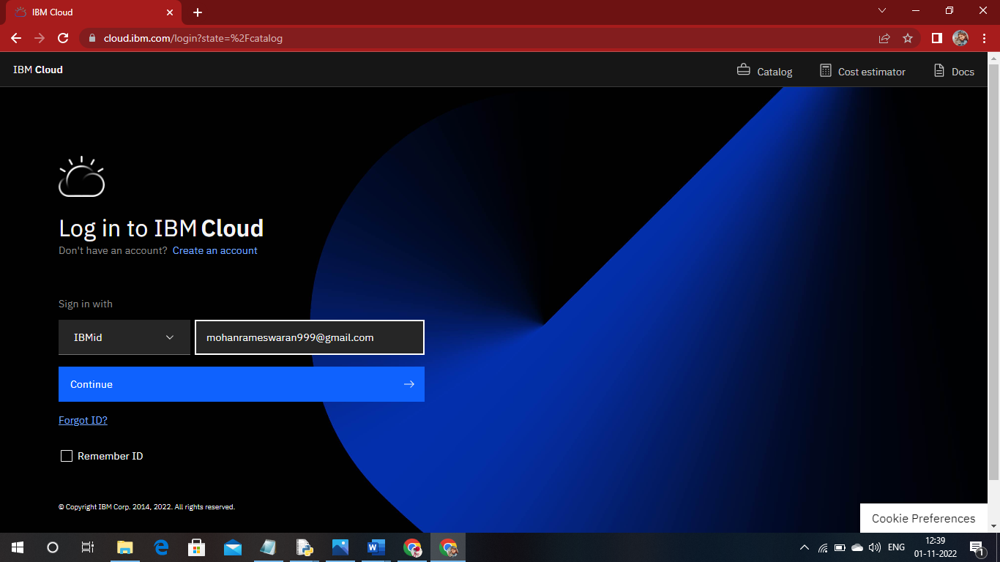 IBM Cloud
cloud.ibm.com/login?state=%2Fcatalog
IBM Cloud
Catalog
Cost estimator
Docs
Log in to IBM Cloud
Don't have an account? Create an account
Sign in with
IBMid
mohanrameswaran999@gmail.com
Continue
Forgot ID?
Remember ID
© Copyright IBM Corp. 2014, 2022. All rights reserved.
Cookie Preferences
ENG
12:39
01-11-2022
1